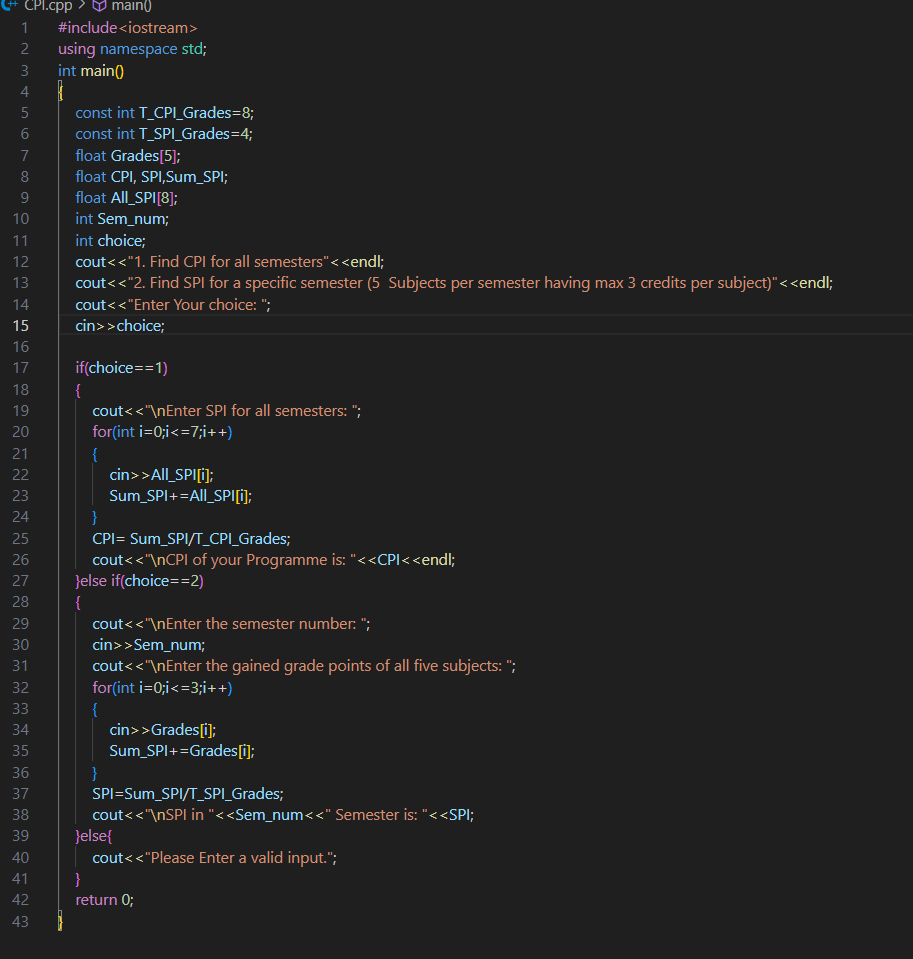 CPI.cpp > main()
1 #include<iostream>
2 using namespace std;
3 int main()
4 {
5 const int T_CPI_Grades=8;
6 const int T_SPI_Grades=4;
7 float Grades[5];
8 float CPI, SPI,Sum_SPI;
9 float All_SPI[8];
10 int Sem_num;
11 int choice;
12 cout<<"1. Find CPI for all semesters"<<endl;
13 cout<<"2. Find SPI for a specific semester (5  Subjects per semester having max 3 credits per subject)"<<endl;
14 cout<<"Enter Your choice: ";
15 cin>>choice;
16
17 if(choice==1)
18 {
19 cout<<"\nEnter SPI for all semesters: ";
20 for(int i=0;i<=7;i++)
21 {
22 cin>>All_SPI[i];
23 Sum_SPI+=All_SPI[i];
24 }
25 CPI= Sum_SPI/T_CPI_Grades;
26 cout<<"\nCPI of your Programme is: "<<CPI<<endl;
27 }else if(choice==2)
28 {
29 cout<<"\nEnter the semester number: ";
30 cin>>Sem_num;
31 cout<<"\nEnter the gained grade points of all five subjects: ";
32 for(int i=0;i<=3;i++)
33 {
34 cin>>Grades[i];
35 Sum_SPI+=Grades[i];
36 }
37 SPI=Sum_SPI/T_SPI_Grades;
38 cout<<"\nSPI in "<<Sem_num<<" Semester is: "<<SPI;
39 }else{
40 cout<<"Please Enter a valid input.";
41 }
42 return 0;
43 }